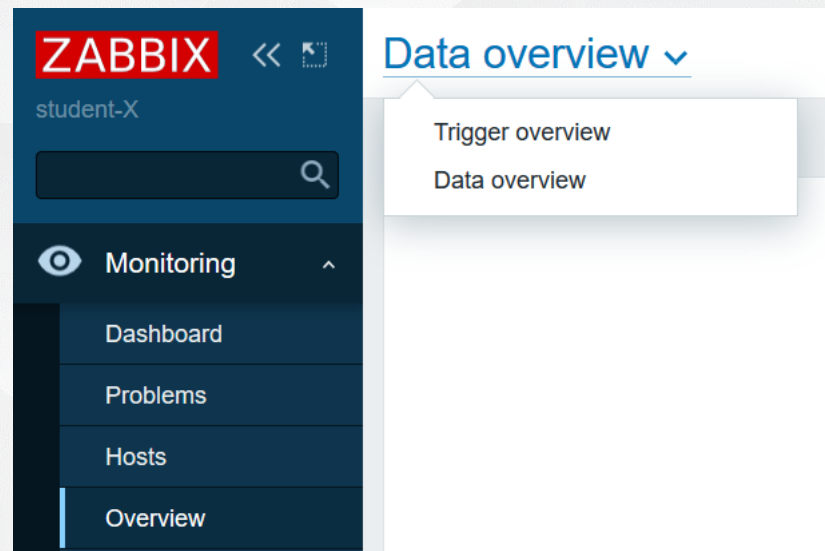 ZABBIX
student-X
Monitoring
Dashboard
Problems
Hosts
Overview
Data overview
Trigger overview
Data overview